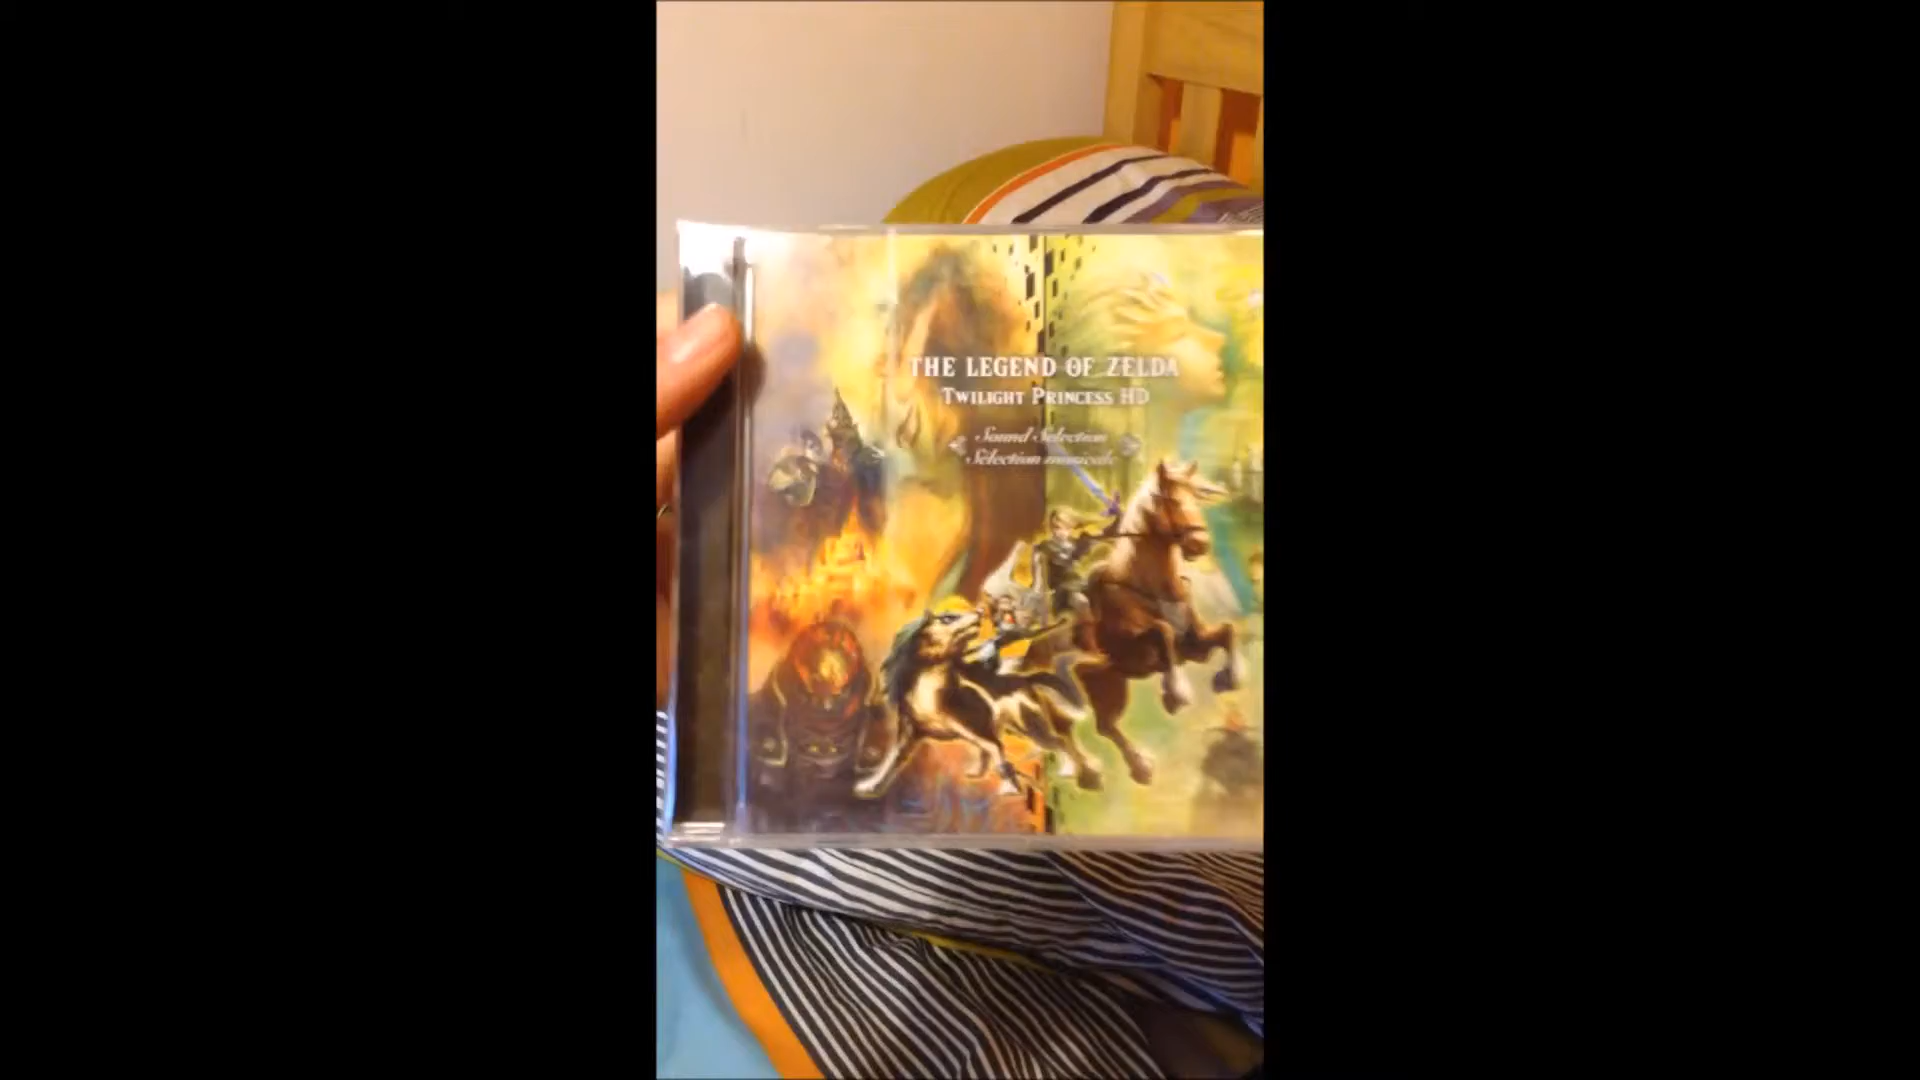 THE LEGEND OF ZELDA
TWILIGHT PRINCESS HD
Sound Selection
Sélection musicale